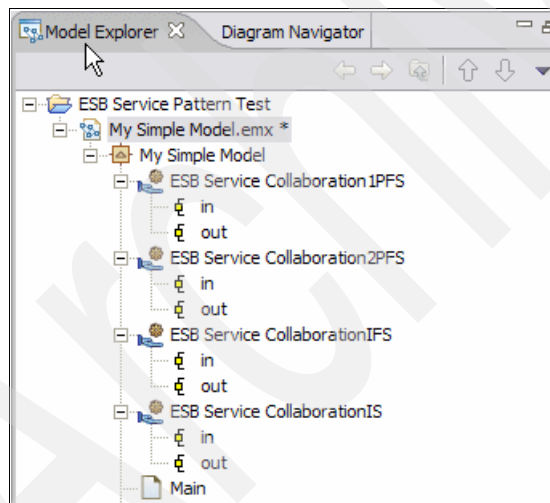 Model Explorer Diagram Navigator
ESB Service Pattern Test
My Simple Model.emx *
My Simple Model
ESB Service Collaboration1PFS
in
out
ESB Service Collaboration2PFS
in
out
ESB Service CollaborationIFS
in
out
ESB Service CollaborationIS
in
out
Main